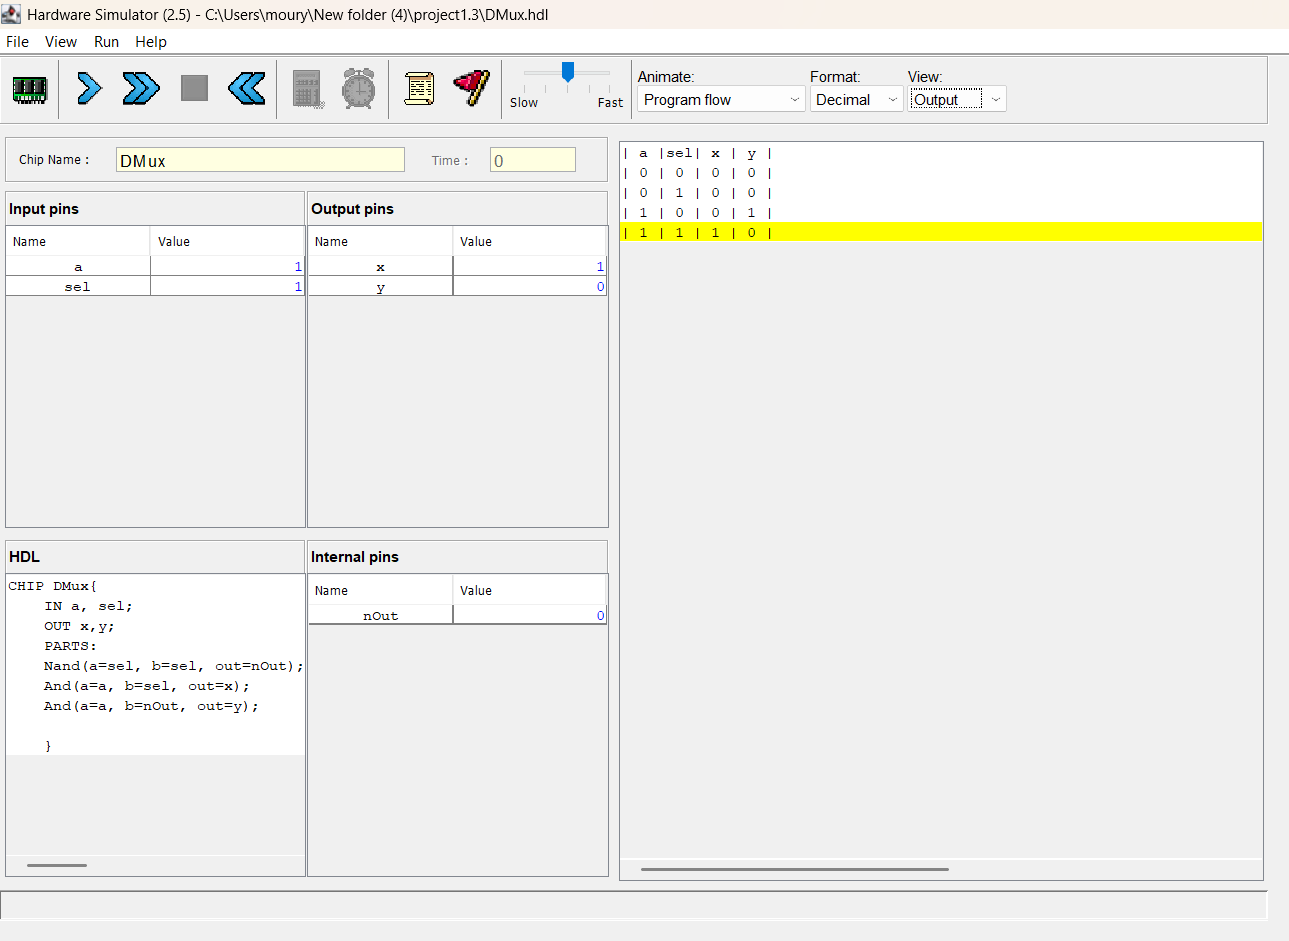 Hardware Simulator (2.5) - C:\Users\moury\New folder (4)\project1.3\DMux.hdl
File View Run Help
Slow Fast
Animate: Format: View:
Program flow Decimal Output
Chip Name : DMux Time : 0
Input pins
Name Value
a 1
sel 1
Output pins
Name Value
x 1
y 0
HDL
CHIP DMux{
IN a, sel;
OUT x,y;
PARTS:
Nand(a=sel, b=sel, out=nOut);
And(a=a, b=sel, out=x);
And(a=a, b=nOut, out=y);
}
Internal pins
Name Value
nOut 0
| a |sel| x | y |
| 0 | 0 | 0 | 0 |
| 0 | 1 | 0 | 0 |
| 1 | 0 | 0 | 1 |
| 1 | 1 | 1 | 0 |